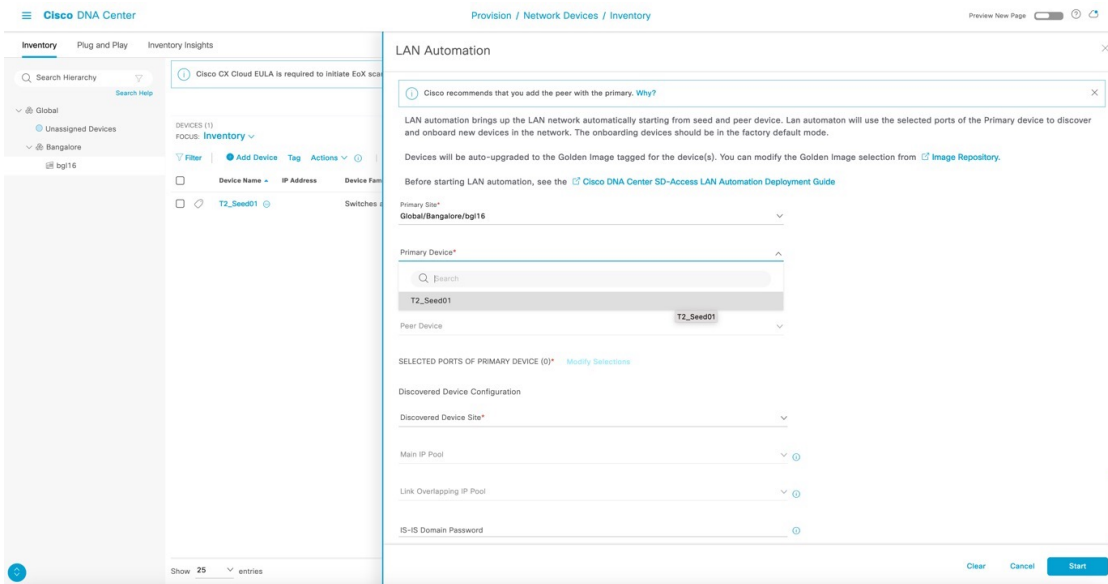 Cisco DNA Center
Provision / Network Devices / Inventory
Preview New Page
Inventory Plug and Play Inventory Insights
Search Hierarchy
Search Help
Global
Unassigned Devices
Bangalore
bgl16
Cisco CX Cloud EULA is required to initiate EoX sca
DEVICES (1)
FOCUS: Inventory
Filter Add Device Tag Actions
Device Name IP Address Device Fam
T2_Seed01 Switches a
Show 25 entries
LAN Automation
Cisco recommends that you add the peer with the primary. Why?
LAN automation brings up the LAN network automatically starting from seed and peer device. Lan automaton will use the selected ports of the Primary device to discover
and onboard new devices in the network. The onboarding devices should be in the factory default mode.
Devices will be auto-upgraded to the Golden Image tagged for the device(s). You can modify the Golden Image selection from Image Repository.
Before starting LAN automation, see the Cisco DNA Center SD-Access LAN Automation Deployment Guide
Primary Site*
Global/Bangalore/bgl16
Primary Device*
Search
T2_Seed01
T2_Seed01
Peer Device
SELECTED PORTS OF PRIMARY DEVICE (0)* Modify Selections
Discovered Device Configuration
Discovered Device Site*
Main IP Pool
Link Overlapping IP Pool
IS-IS Domain Password
Clear Cancel Start